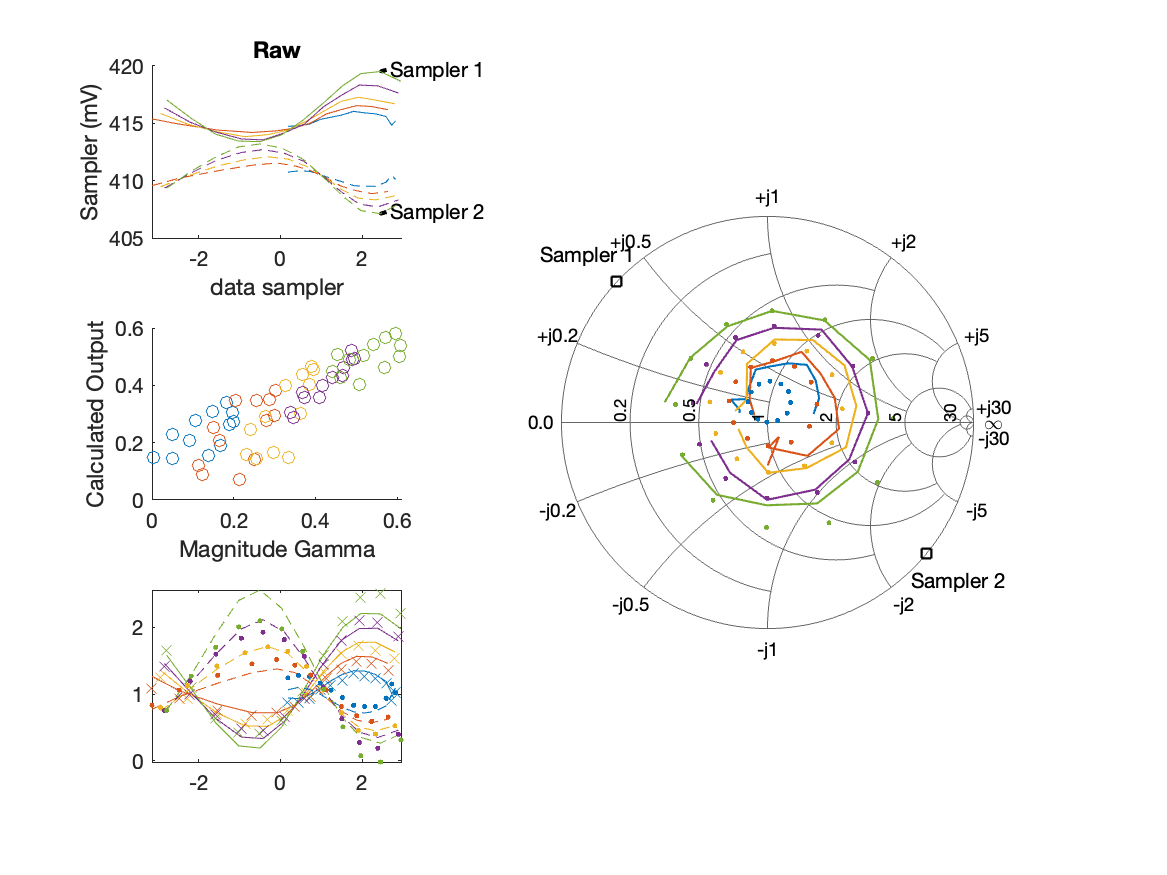 Raw
420
415
410
405
Sampler (mV)
Sampler 1
Sampler 2
-2 0 2
data sampler
0.6
0.4
0.2
0
Calculated Output
0 0.2 0.4 0.6
Magnitude Gamma
2
1
0
-2 0 2
+j1
+j0.5
+j2
Sampler 1
+j0.2
+j5
0.0
0.2
0.5
1
2
5
30
+j30
∞
-j30
-j0.2
-j5
Sampler 2
-j0.5
-j2
-j1